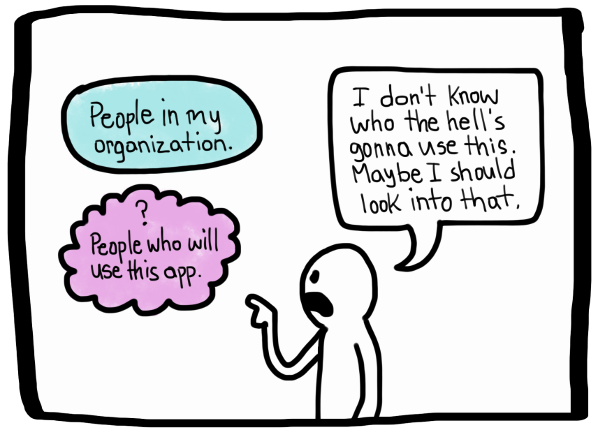 People in my
organization.
?
People who will
use this app.
I don't know
who the hell's
gonna use this.
Maybe I should
look into that.